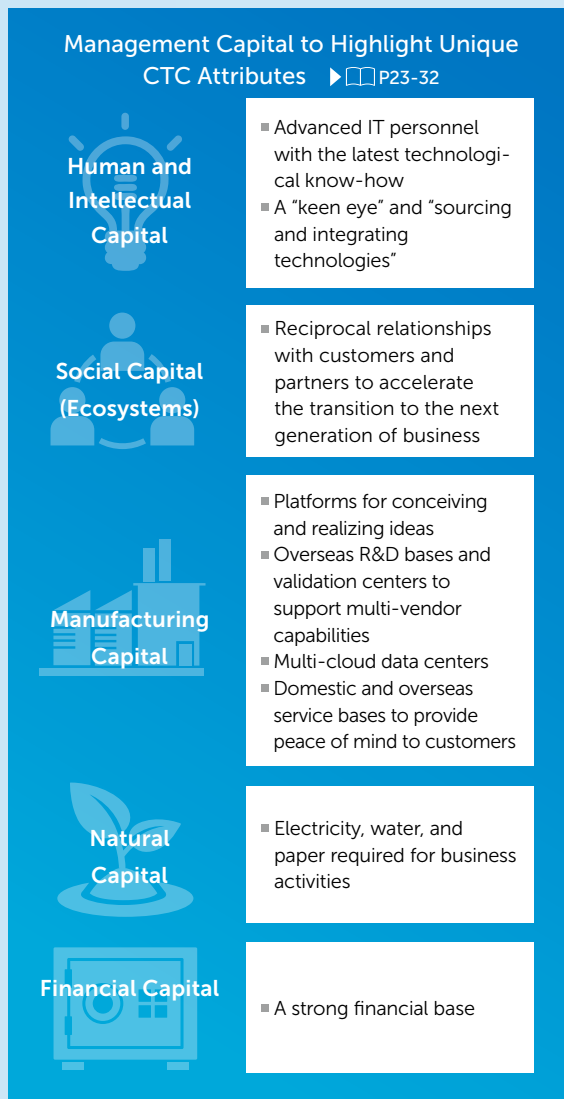 Management Capital to Highlight Unique
CTC Attributes ▶ P23-32
Human and
Intellectual
Capital
■ Advanced IT personnel
with the latest technologi-
cal know-how
■ A “keen eye” and “sourcing
and integrating
technologies”
Social Capital
(Ecosystems)
■ Reciprocal relationships
with customers and
partners to accelerate
the transition to the next
generation of business
Manufacturing
Capital
■ Platforms for conceiving
and realizing ideas
■ Overseas R&D bases and
validation centers to
support multi-vendor
capabilities
■ Multi-cloud data centers
■ Domestic and overseas
service bases to provide
peace of mind to customers
Natural
Capital
■ Electricity, water, and
paper required for business
activities
Financial Capital
■ A strong financial base